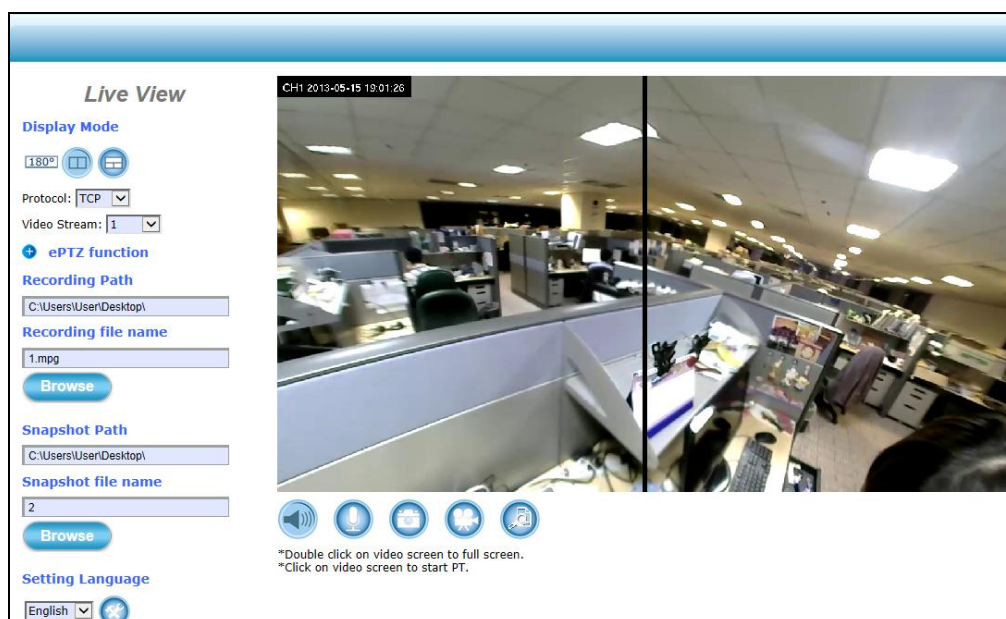 Live View
Display Mode
180°
Protocol: TCP
Video Stream: 1
ePTZ function
Recording Path
C:\Users\User\Desktop\
Recording file name
1.mpg
Browse
Snapshot Path
C:\Users\User\Desktop\
Snapshot file name
2
Browse
Setting Language
English
CH1 2013-05-15 19:01:26
*Double click on video screen to full screen.
*Click on video screen to start PT.